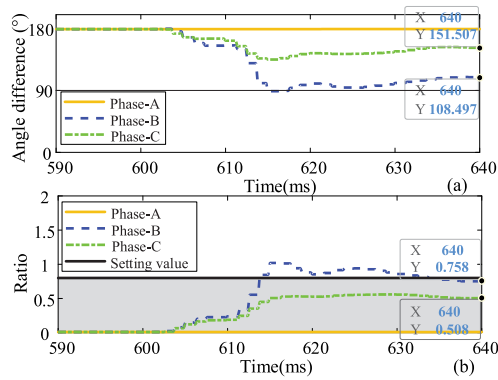 Angle difference (°)
180
90
0
X 640
Y 151.507
X 640
Y 108.497
Phase-A
Phase-B
Phase-C
590 600 610 620 630 640
Time(ms)
(a)
Ratio
2
1.5
1
0.5
0
Phase-A
Phase-B
Phase-C
Setting value
X 640
Y 0.758
X 640
Y 0.508
590 600 610 620 630 640
Time(ms)
(b)